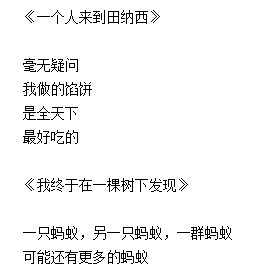 《一个人来到田纳西》
毫无疑问
我做的馅饼
是全天下
最好吃的
《我终于在一棵树下发现》
一只蚂蚁，另一只蚂蚁，一群蚂蚁
可能还有更多的蚂蚁